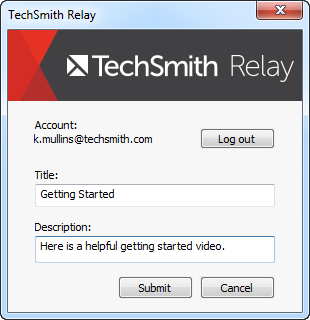 TechSmith Relay
TechSmith Relay
Account:
k.mullins@techsmith.com
Log out
Title:
Getting Started
Description:
Here is a helpful getting started video.
Submit Cancel